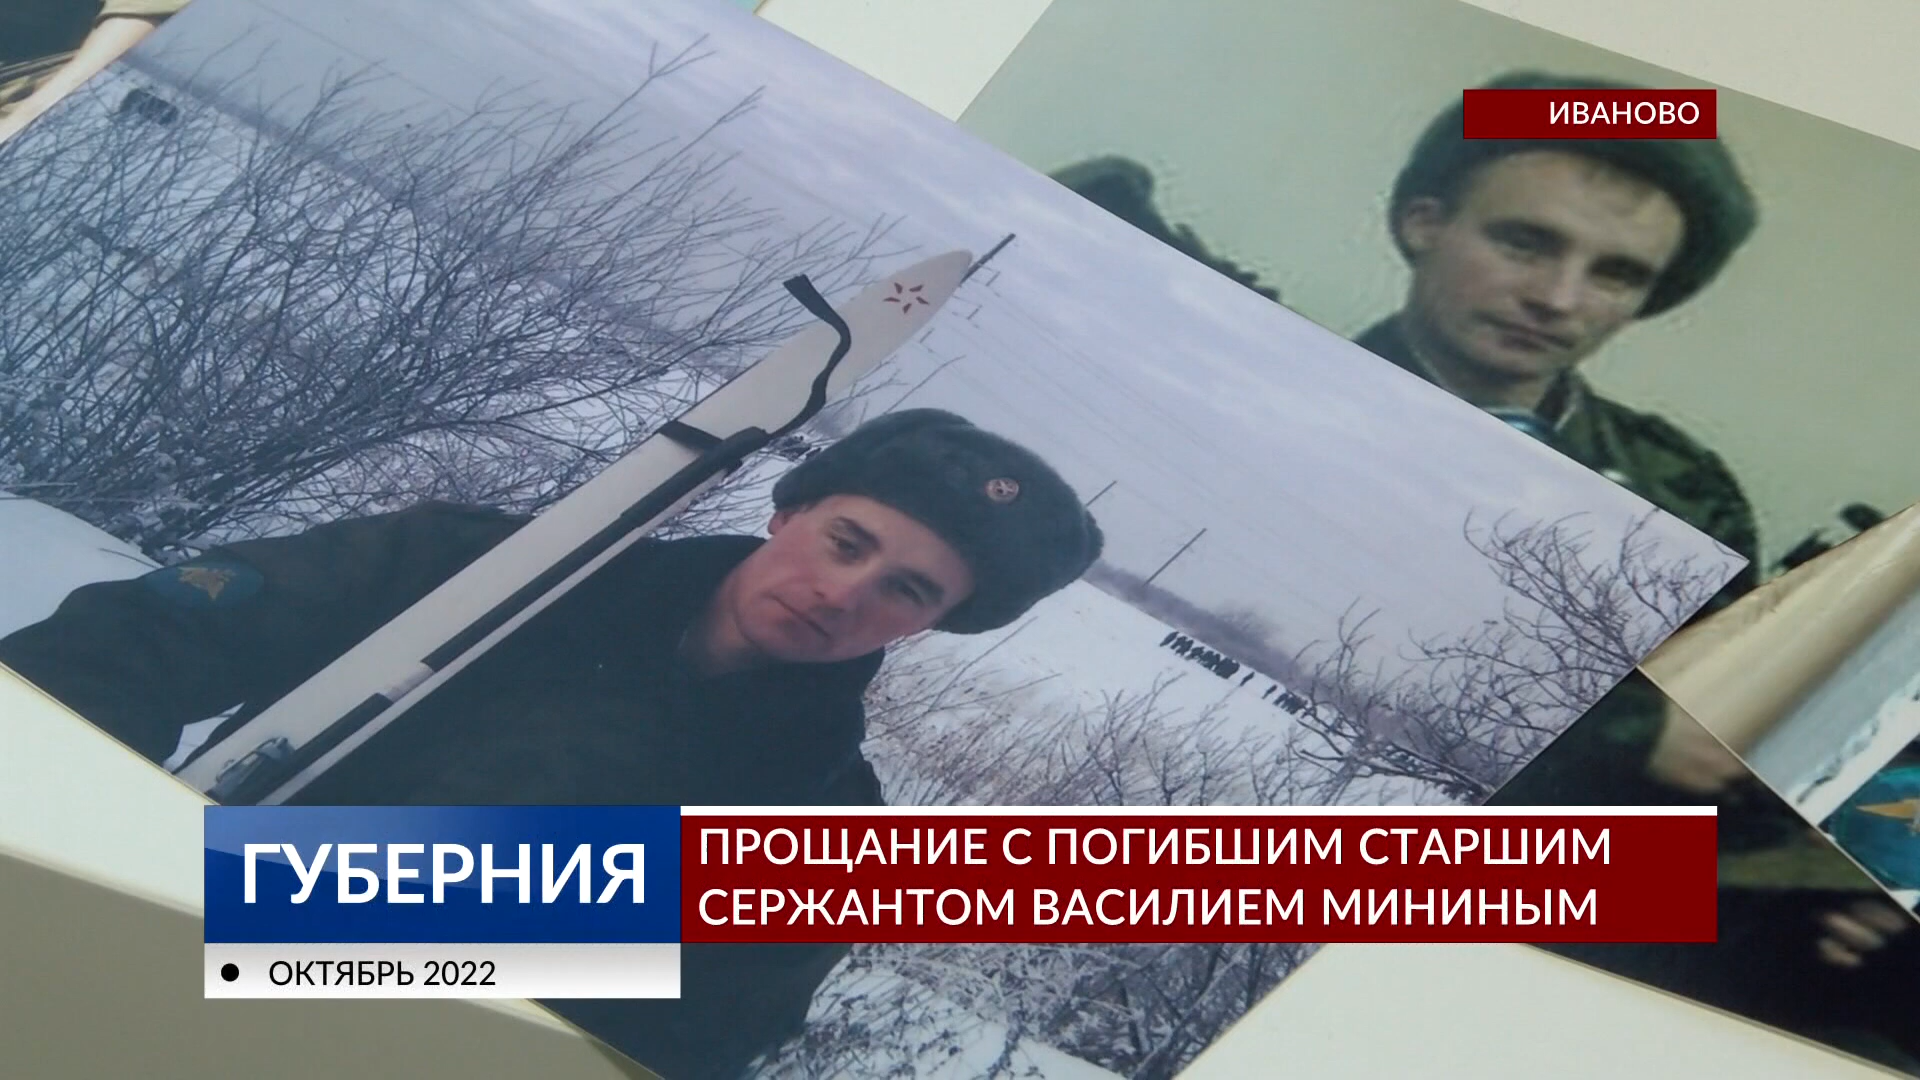 ИВАНОВО
ГУБЕРНИЯ
ПРОЩАНИЕ С ПОГИБШИМ СТАРШИМ
СЕРЖАНТОМ ВАСИЛИЕМ МИНИНЫМ
ОКТЯБРЬ 2022